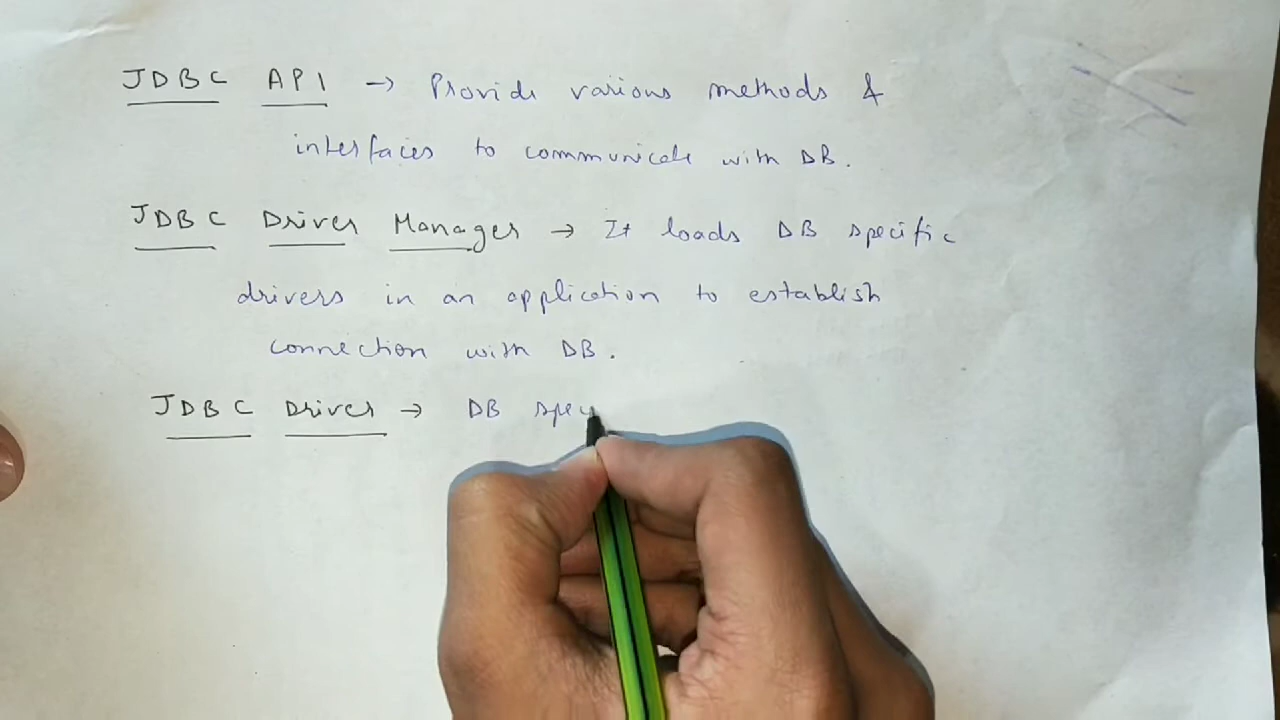 JDBC API → Provide various methods &
interfaces to communicate with DB.
JDBC Driver Manager → It loads DB specific
drivers in an application to establish
connection with DB.
JDBC Driver → DB spec